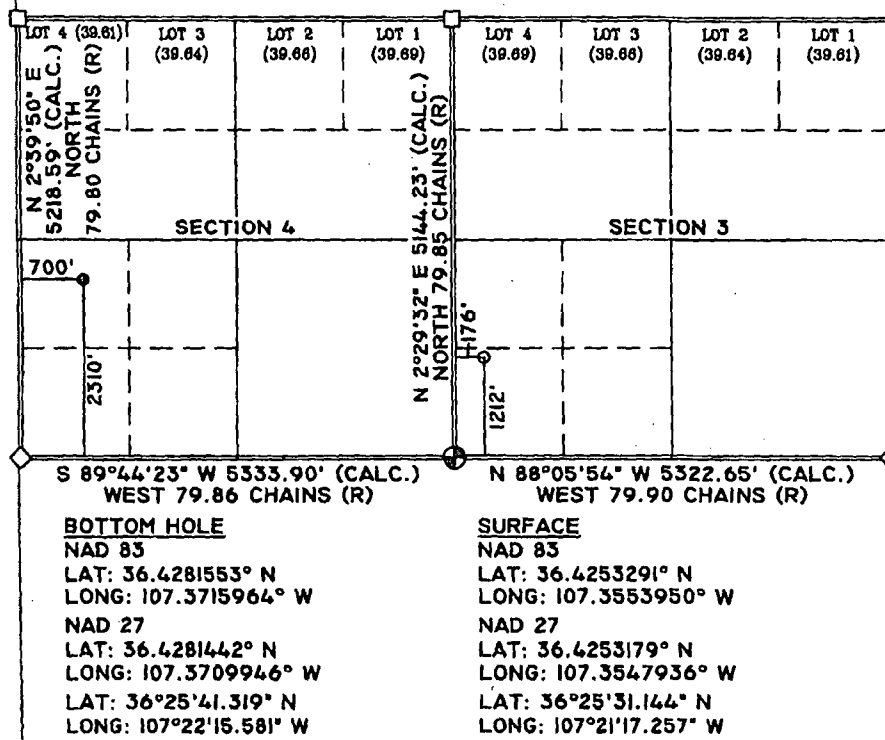 LOT 4 (39.61)
LOT 3
(39.64)
LOT 2
(39.66)
LOT 1
(39.69)
LOT 4
(39.69)
LOT 3
(39.66)
LOT 2
(39.64)
LOT 1
(39.61)
N 2°39'50" E
5218.59' (CALC.)
NORTH
79.80 CHAINS (R)
N 2°29'32" E 5144.23' (CALC.)
NORTH 79.85 CHAINS (R)
SECTION 4
SECTION 3
700'
2310'
1176'
1212'
S 89°44'23" W 5333.90' (CALC.)
WEST 79.86 CHAINS (R)
N 88°05'54" W 5322.65' (CALC.)
WEST 79.90 CHAINS (R)
BOTTOM HOLE
NAD 83
LAT: 36.4281553° N
LONG: 107.3715964° W
NAD 27
LAT: 36.4281442° N
LONG: 107.3709946° W
LAT: 36°25'41.319" N
LONG: 107°22'15.581" W
SURFACE
NAD 83
LAT: 36.4253291° N
LONG: 107.3553950° W
NAD 27
LAT: 36.4253179° N
LONG: 107.3547936° W
LAT: 36°25'31.144" N
LONG: 107°21'17.257" W